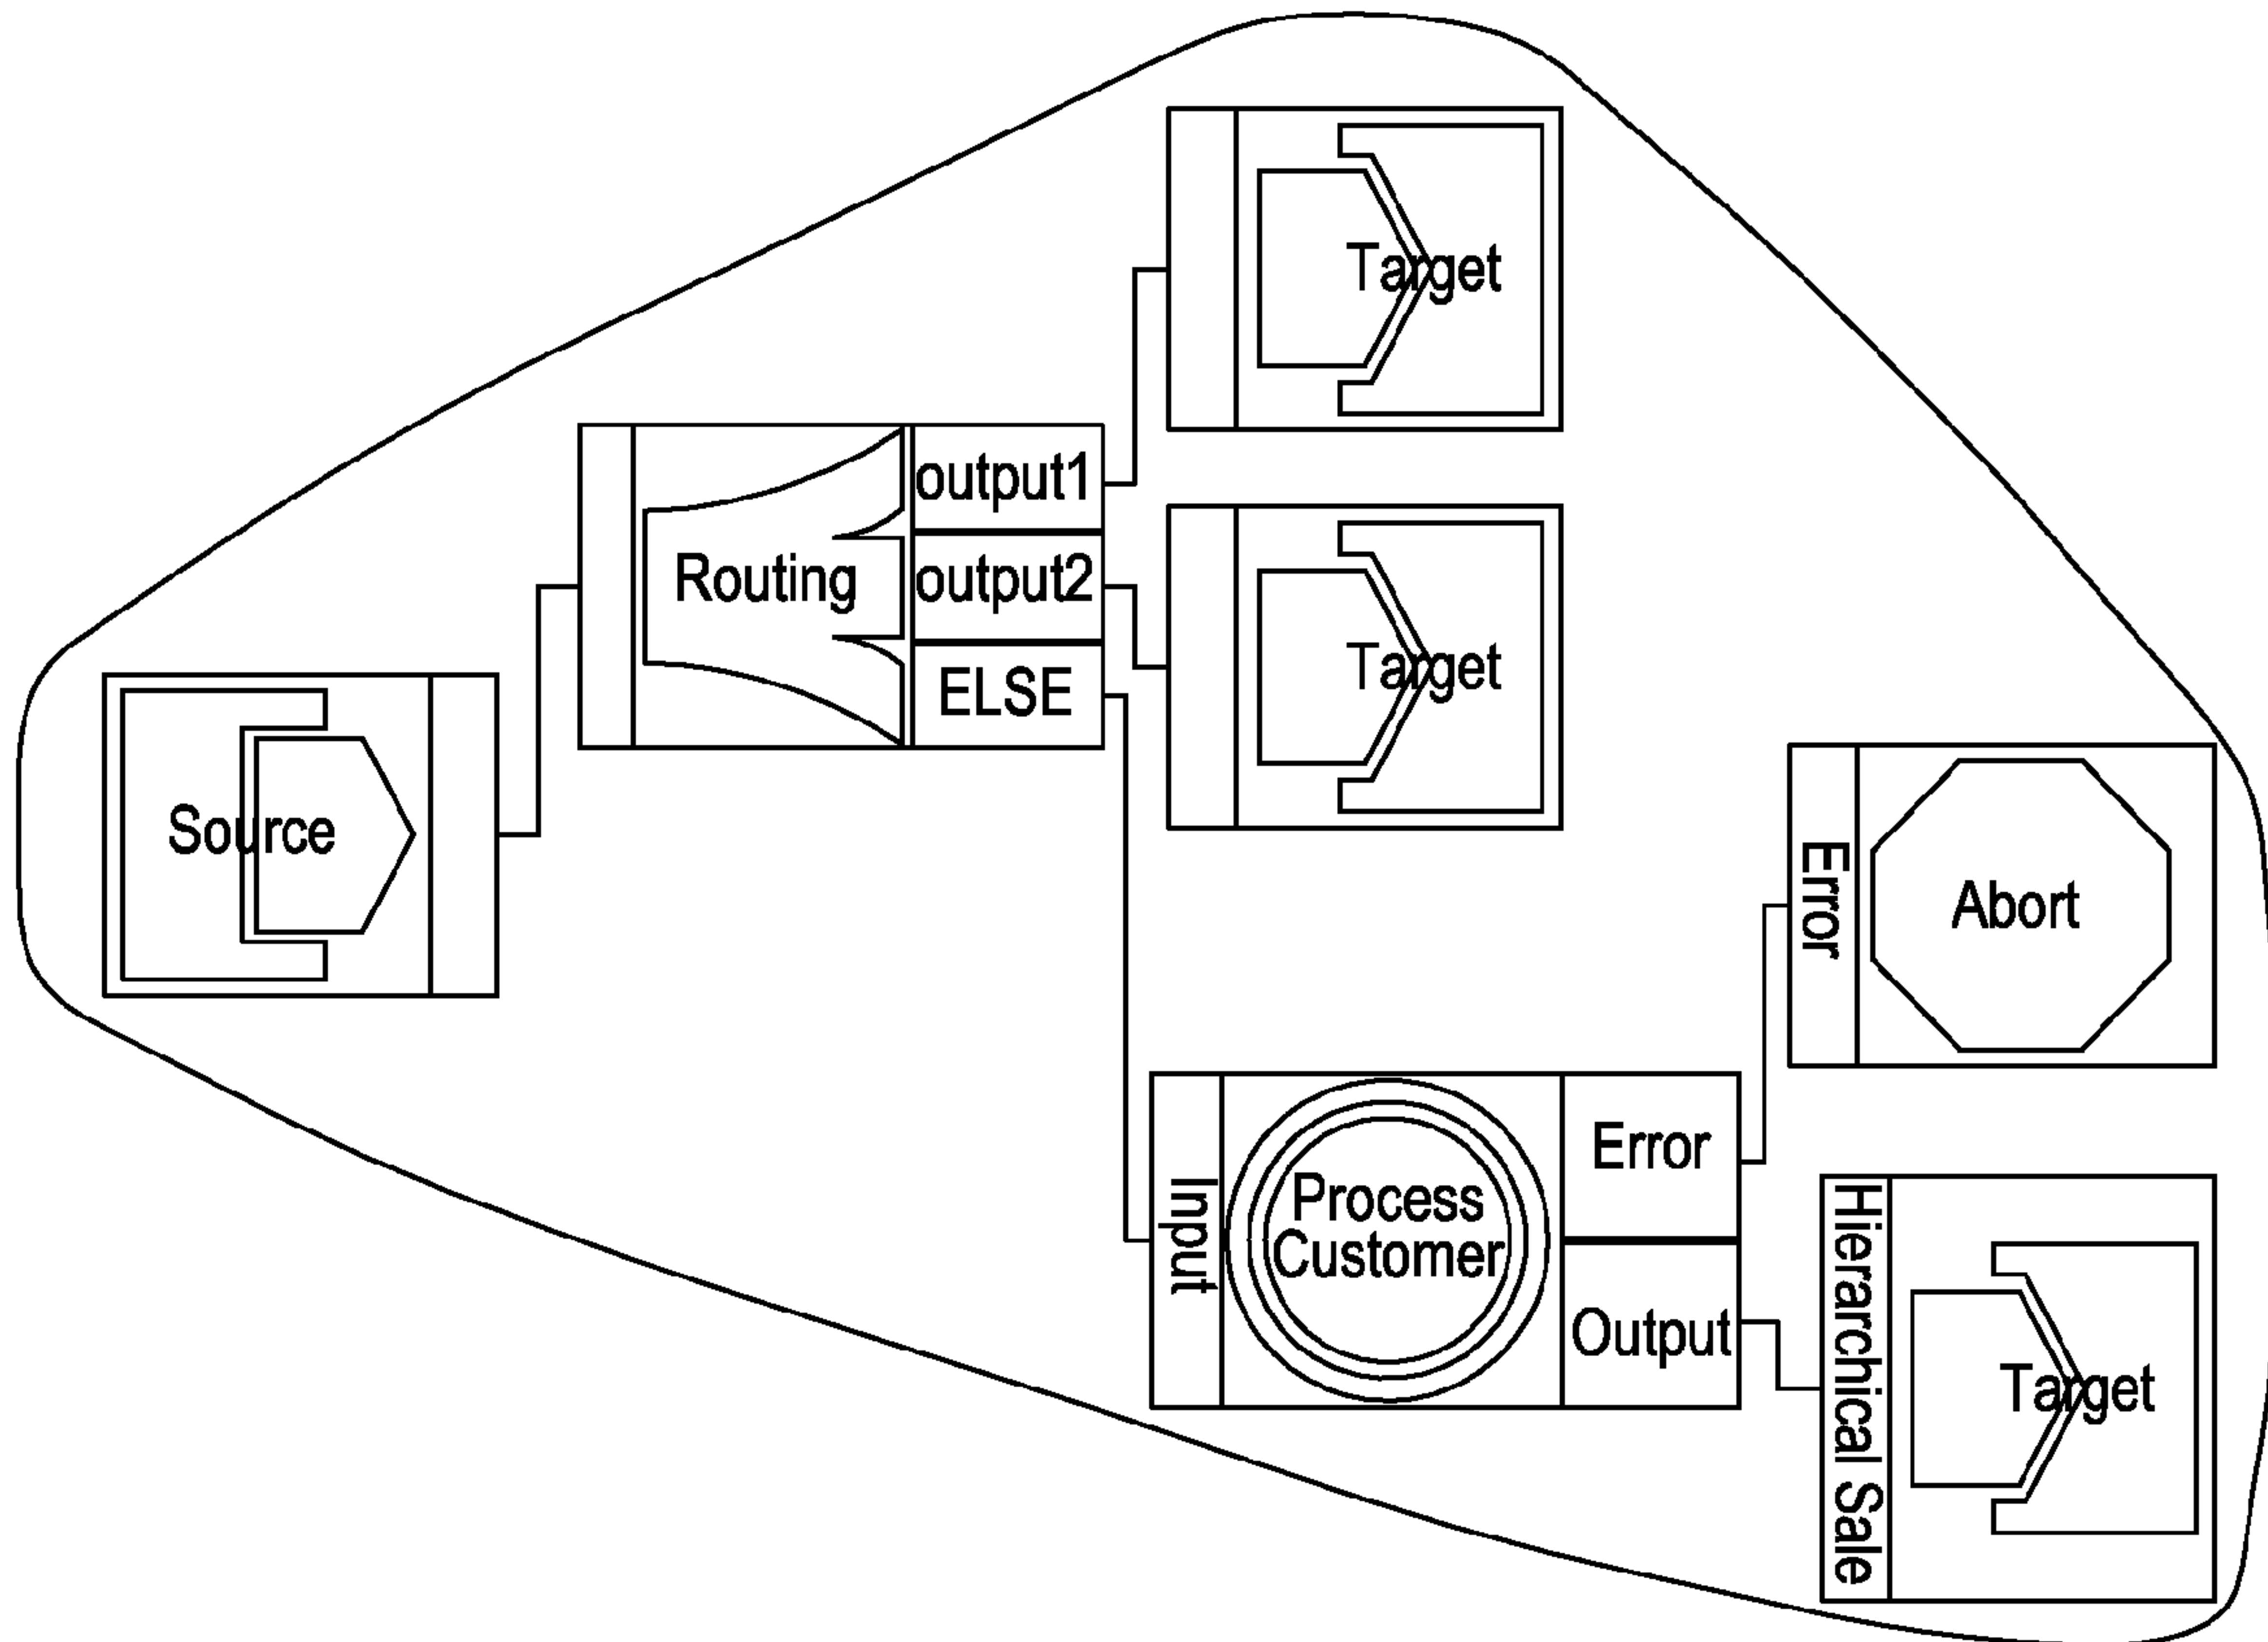 Target
output1
Routing
output2
ELSE
Target
Source
Error
Abort
Input
Process
Customer
Error
Output
Hierarchical Sale
Target